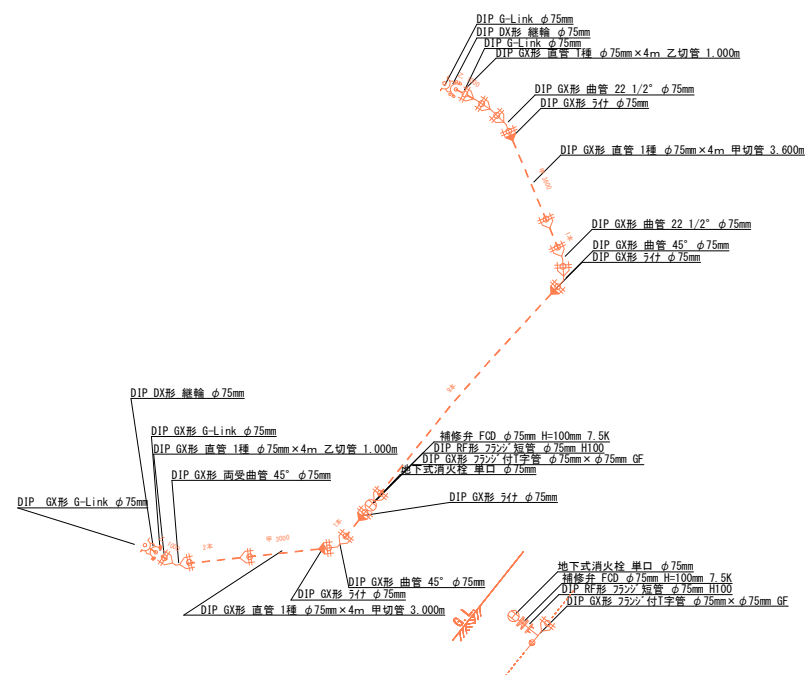 DIP G-Link φ75mm
DIP DX形 継輪 φ75mm
DIP G-Link φ75mm
DIP GX形 直管 1種 φ75mm×4m 乙切管 1.000m
DIP GX形 曲管 22 1/2° φ75mm
DIP GX形 ﾗｲﾅ φ75mm
DIP GX形 直管 1種 φ75mm×4m 甲切管 3.600m
甲 3600
1本
DIP GX形 曲管 22 1/2° φ75mm
DIP GX形 曲管 45° φ75mm
DIP GX形 ﾗｲﾅ φ75mm
DIP DX形 継輪 φ75mm
DIP GX形 G-Link φ75mm
DIP GX形 直管 1種 φ75mm×4m 乙切管 1.000m
DIP GX形 両受曲管 45° φ75mm
DIP GX形 G-Link φ75mm
補修弁 FCD φ75mm H=100mm 7.5K
DIP RF形 ﾌﾗﾝｼﾞ短管 φ75mm H100
DIP GX形 ﾌﾗﾝｼﾞ付T字管 φ75mm×φ75mm GF
地下式消火栓 単口 φ75mm
DIP GX形 ﾗｲﾅ φ75mm
2本
甲 3000
1本
DIP GX形 曲管 45° φ75mm
DIP GX形 ﾗｲﾅ φ75mm
DIP GX形 直管 1種 φ75mm×4m 甲切管 3.000m
地下式消火栓 単口 φ75mm
補修弁 FCD φ75mm H=100mm 7.5K
DIP RF形 ﾌﾗﾝｼﾞ短管 φ75mm H100
DIP GX形 ﾌﾗﾝｼﾞ付T字管 φ75mm×φ75mm GF